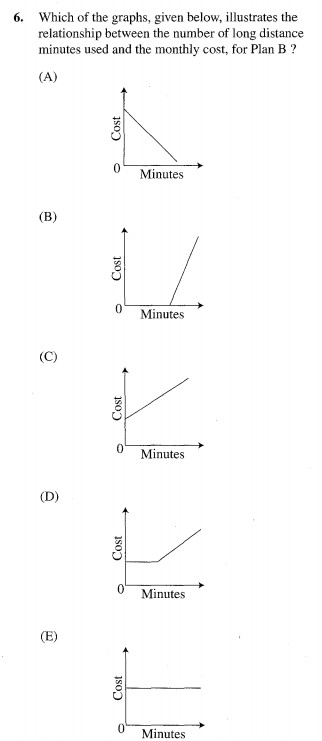 6. Which of the graphs, given below, illustrates the
relationship between the number of long distance
minutes used and the monthly cost, for Plan B ?
(A)
Cost
0
Minutes
(B)
Cost
0
Minutes
(C)
Cost
0
Minutes
(D)
Cost
0
Minutes
(E)
Cost
0
Minutes